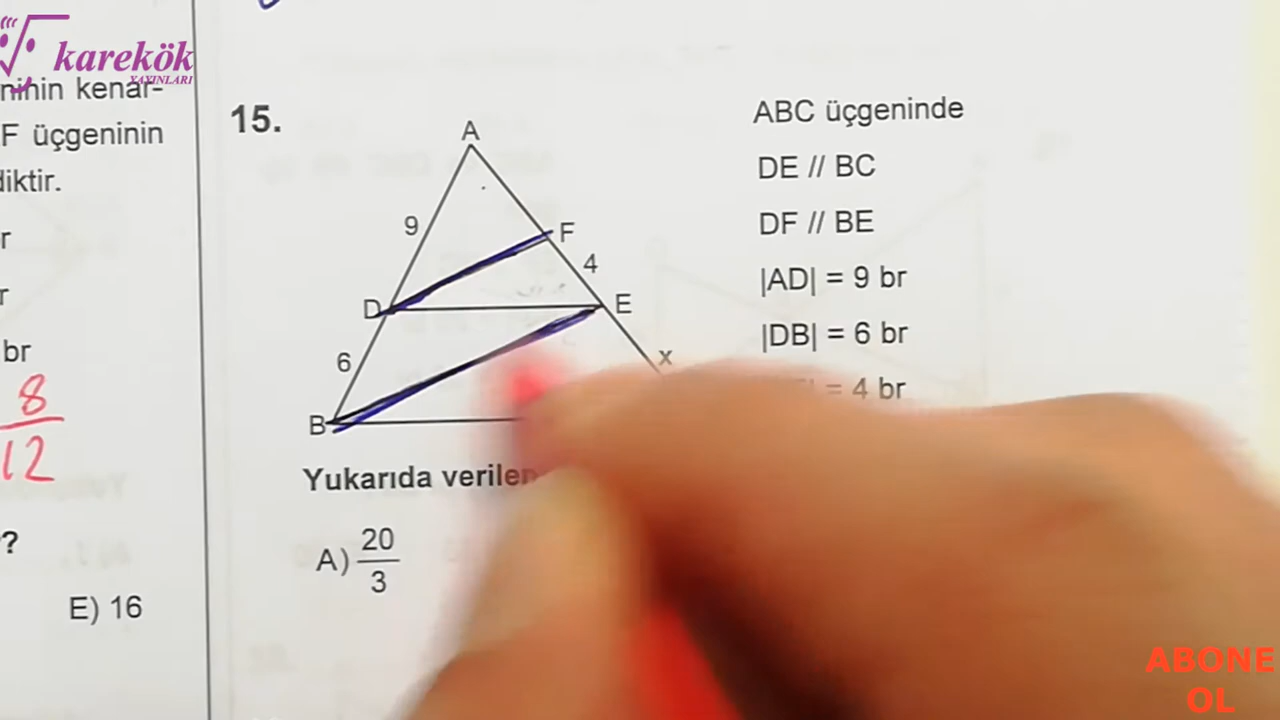 karekök
YAYINLARI
ninin kenar-
F üçgeninin
diktir.
r
r
br
8
12
?
E) 16
15.
A
9
F
4
D
E
6
x
B
ABC üçgeninde
DE // BC
DF // BE
|AD| = 9 br
|DB| = 6 br
= 4 br
Yukarıda verilen
A) 20
3
ABONE
OL